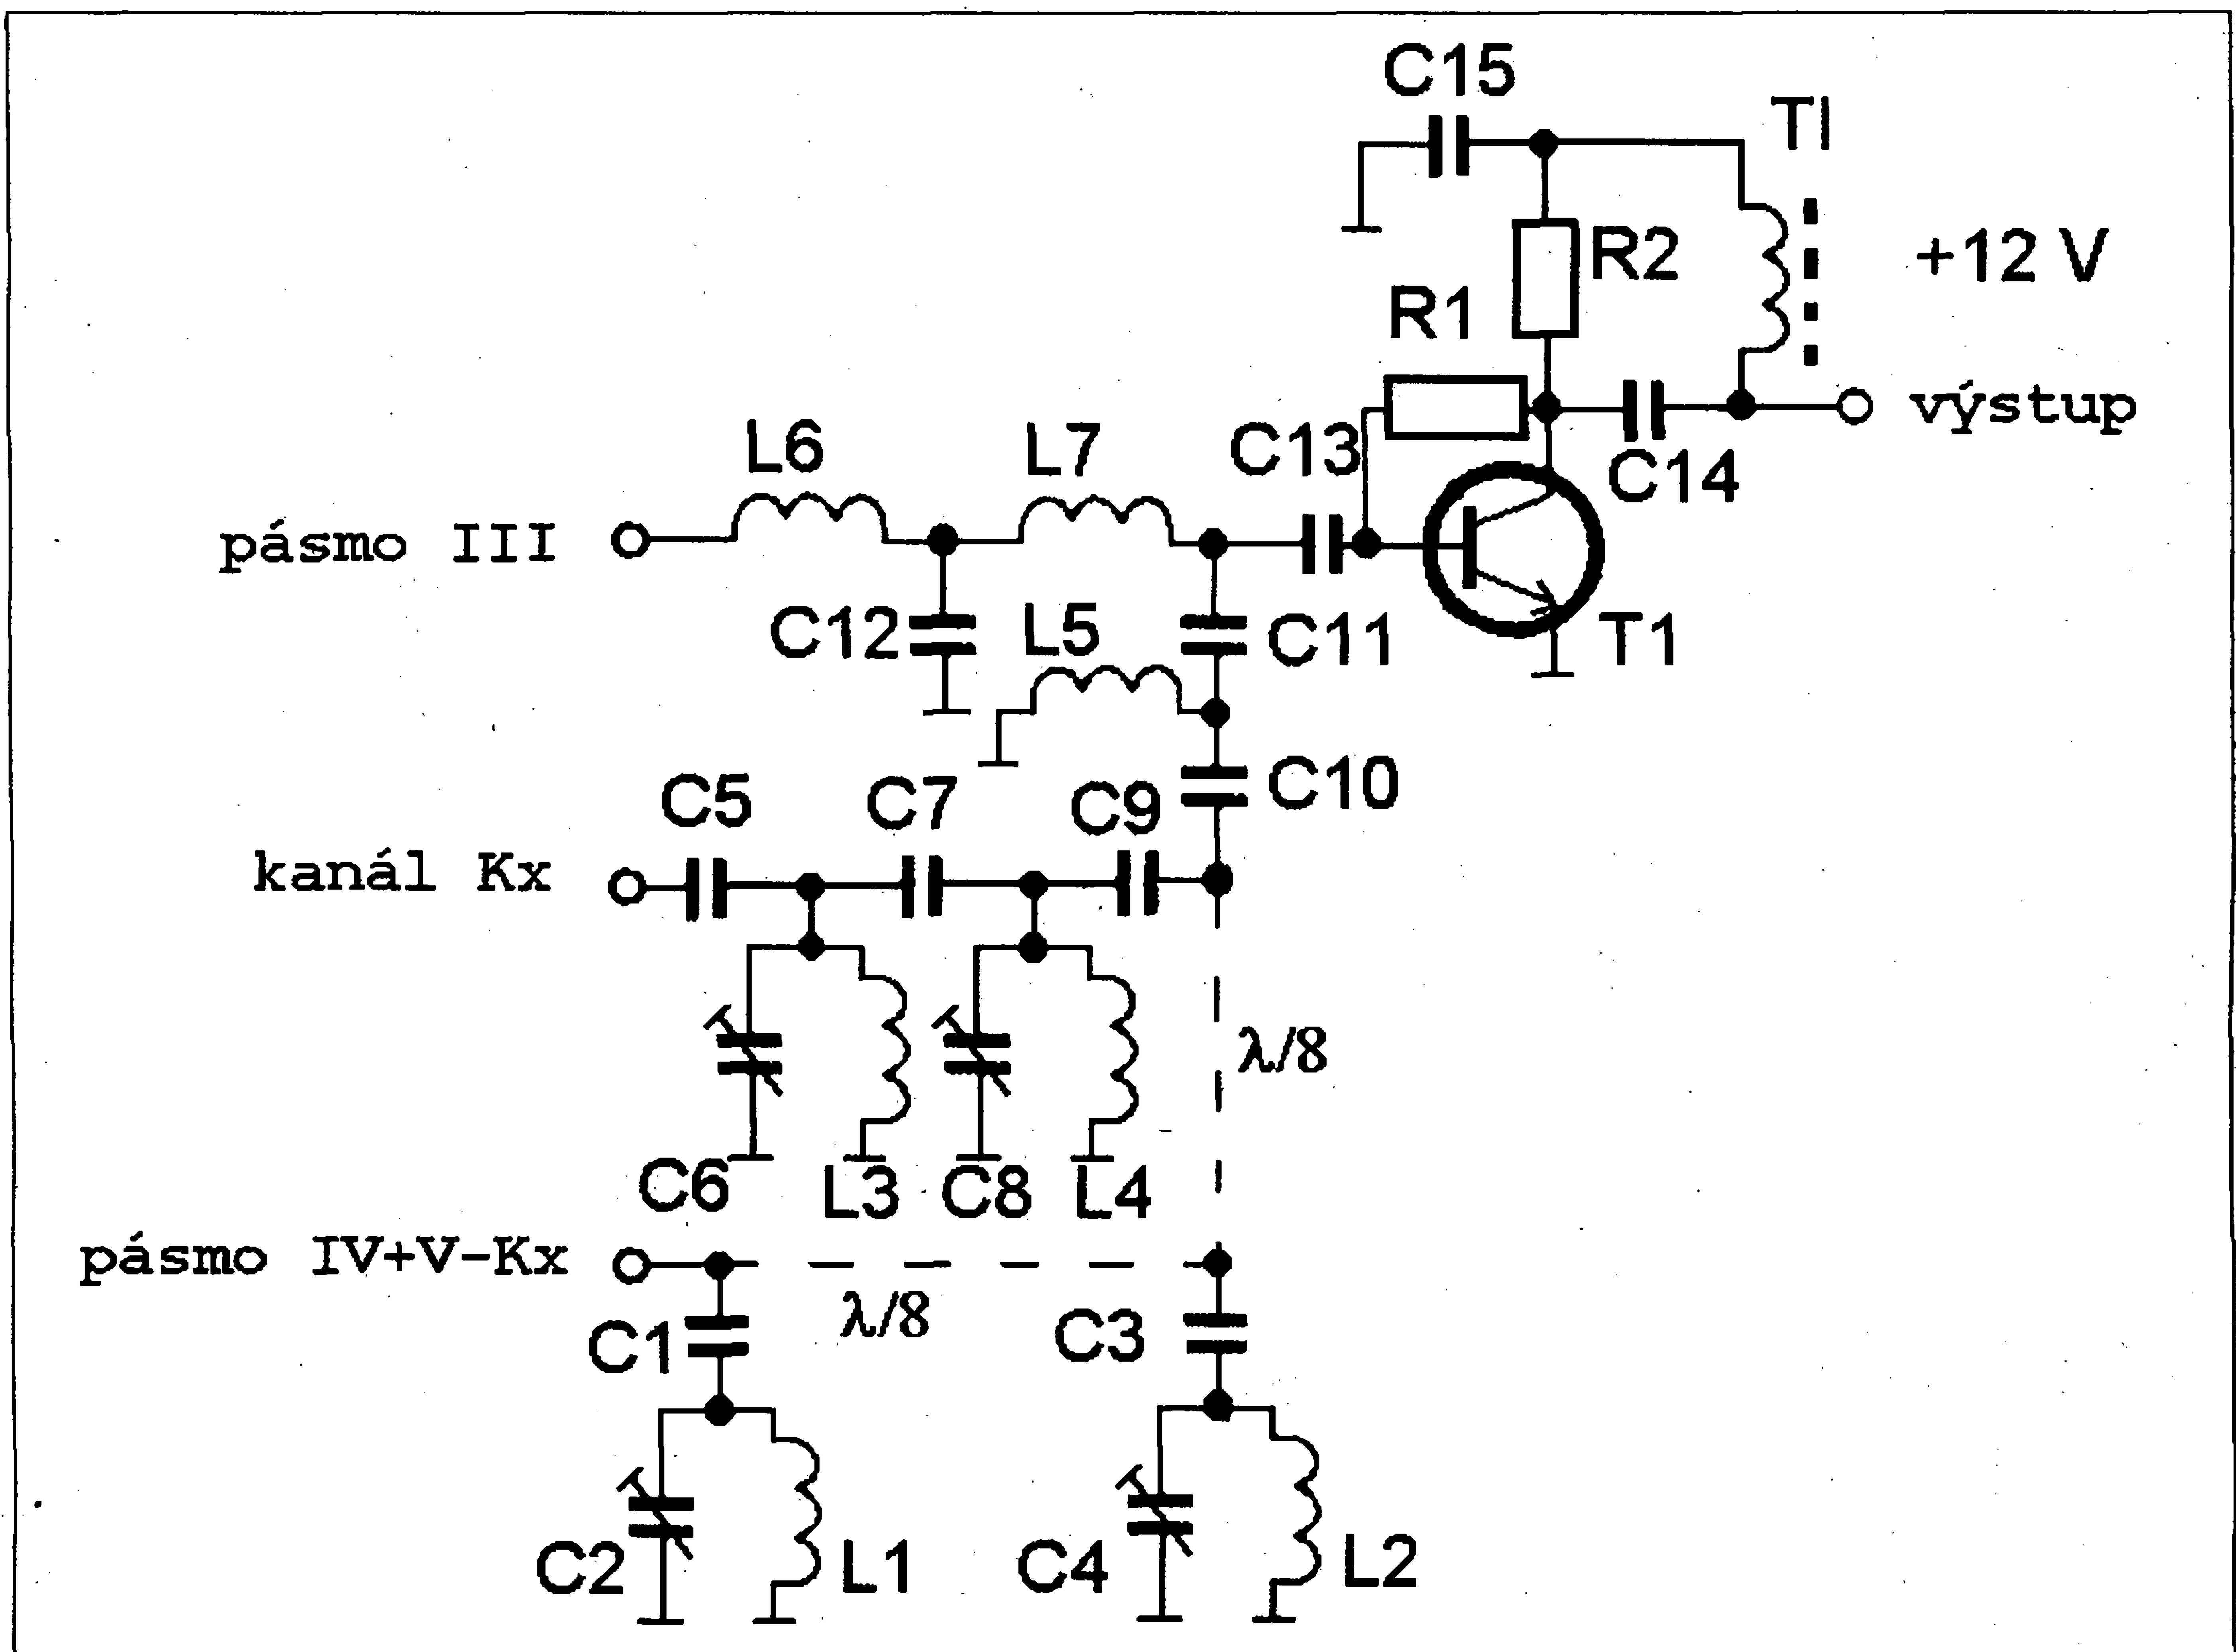 C15
Tl
R2
+12 V
R1
výstup
L6
L7
C13
C14
pásmo III
C12
L5
C11
T1
C5
C7
C9
C10
kanál Kx
λ/8
C6
L3
C8
L4
pásmo IV+V-Kx
λ/8
C1
C3
C2
L1
C4
L2